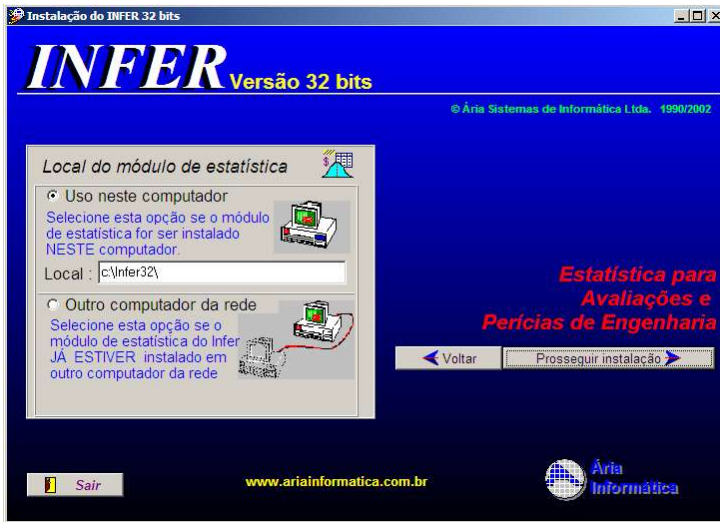 Instalação do INFER 32 bits
INFER Versão 32 bits
© Ária Sistemas de Informática Ltda. 1990/2002
Local do módulo de estatística
Uso neste computador
Selecione esta opção se o módulo
de estatística for ser instalado
NESTE computador.
Local : c:\Infer32\
Outro computador da rede
Selecione esta opção se o
módulo de estatística do Infer
JÁ ESTIVER instalado em
outro computador da rede
Estatística para
Avaliações e
Perícias de Engenharia
Voltar
Prosseguir instalação
Sair
www.ariainformatica.com.br
Ária
Informática